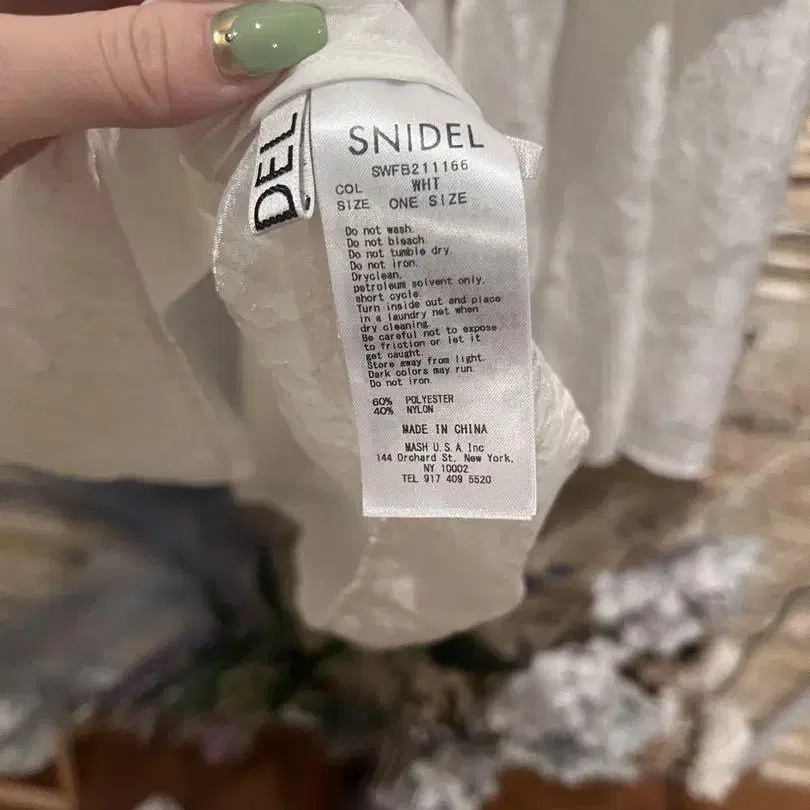 DEL
SNIDEL
SWFB211166
COL WHT
SIZE ONE SIZE
Do not wash.
Do not bleach.
Do not tumble dry.
Do not iron.
Dryclean.
petroleum solvent only.
short cycle.
Turn inside out and place
in a laundry net when
dry cleaning.
Be careful not to expose
to friction or let it
get caught.
Store away from light.
Dark colors may run.
Do not iron.
60% POLYESTER
40% NYLON
MADE IN CHINA
MASH U.S.A Inc
144 Orchard St. New York,
NY 10002
TEL 917 409 5520